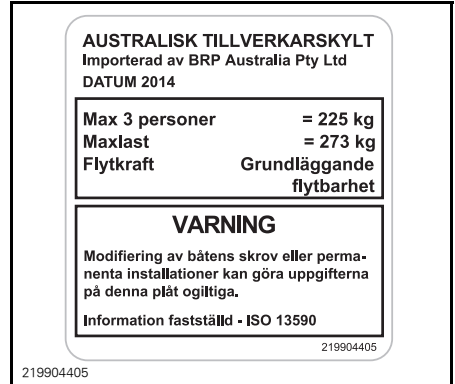 AUSTRALISK TILLVERKARSKYLT
Importerad av BRP Australia Pty Ltd
DATUM 2014
Max 3 personer = 225 kg
Maxlast = 273 kg
Flytkraft Grundläggande
flytbarhet
VARNING
Modifiering av båtens skrov eller perma-
nenta installationer kan göra uppgifterna
på denna plåt ogiltiga.
Information fastställd - ISO 13590
219904405
219904405